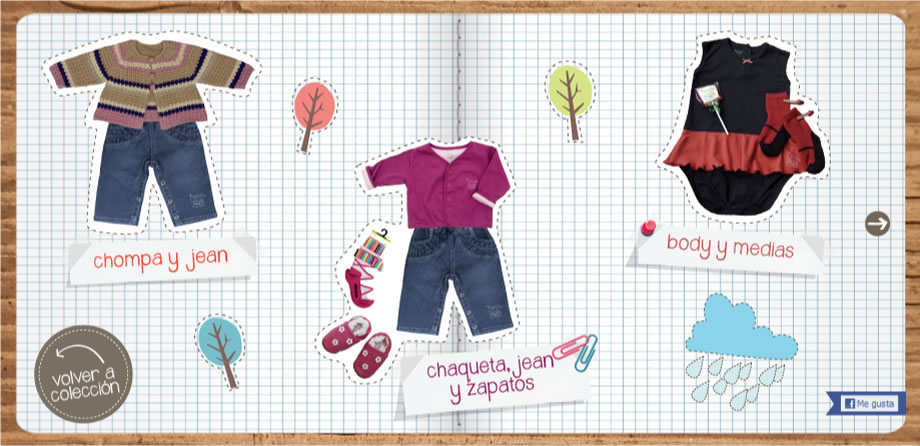 chompa y jean
body y medias
chaqueta, jean
y zapatos
volver a
colección
Me gusta